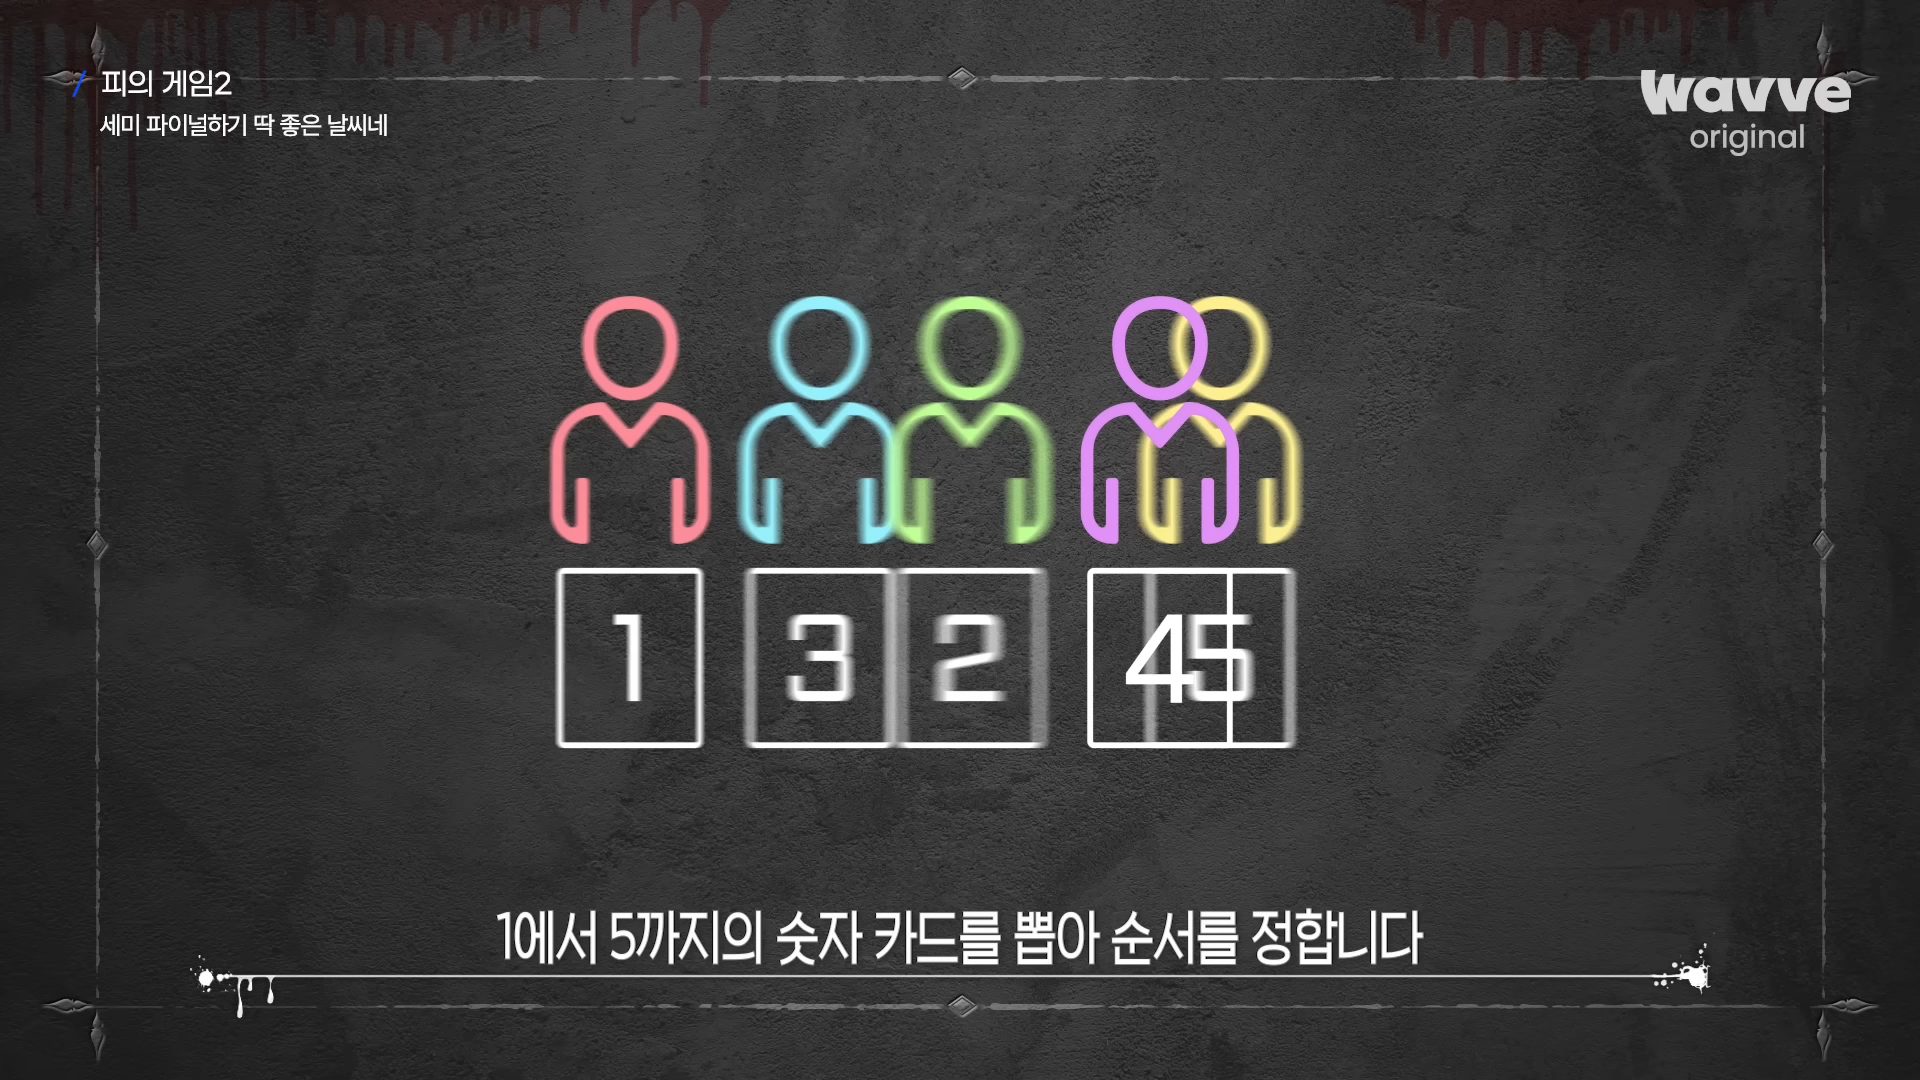 피의 게임2
세미 파이널하기 딱 좋은 날씨네
wavve
original
1 3 2 4 5
1에서 5까지의 숫자 카드를 뽑아 순서를 정합니다